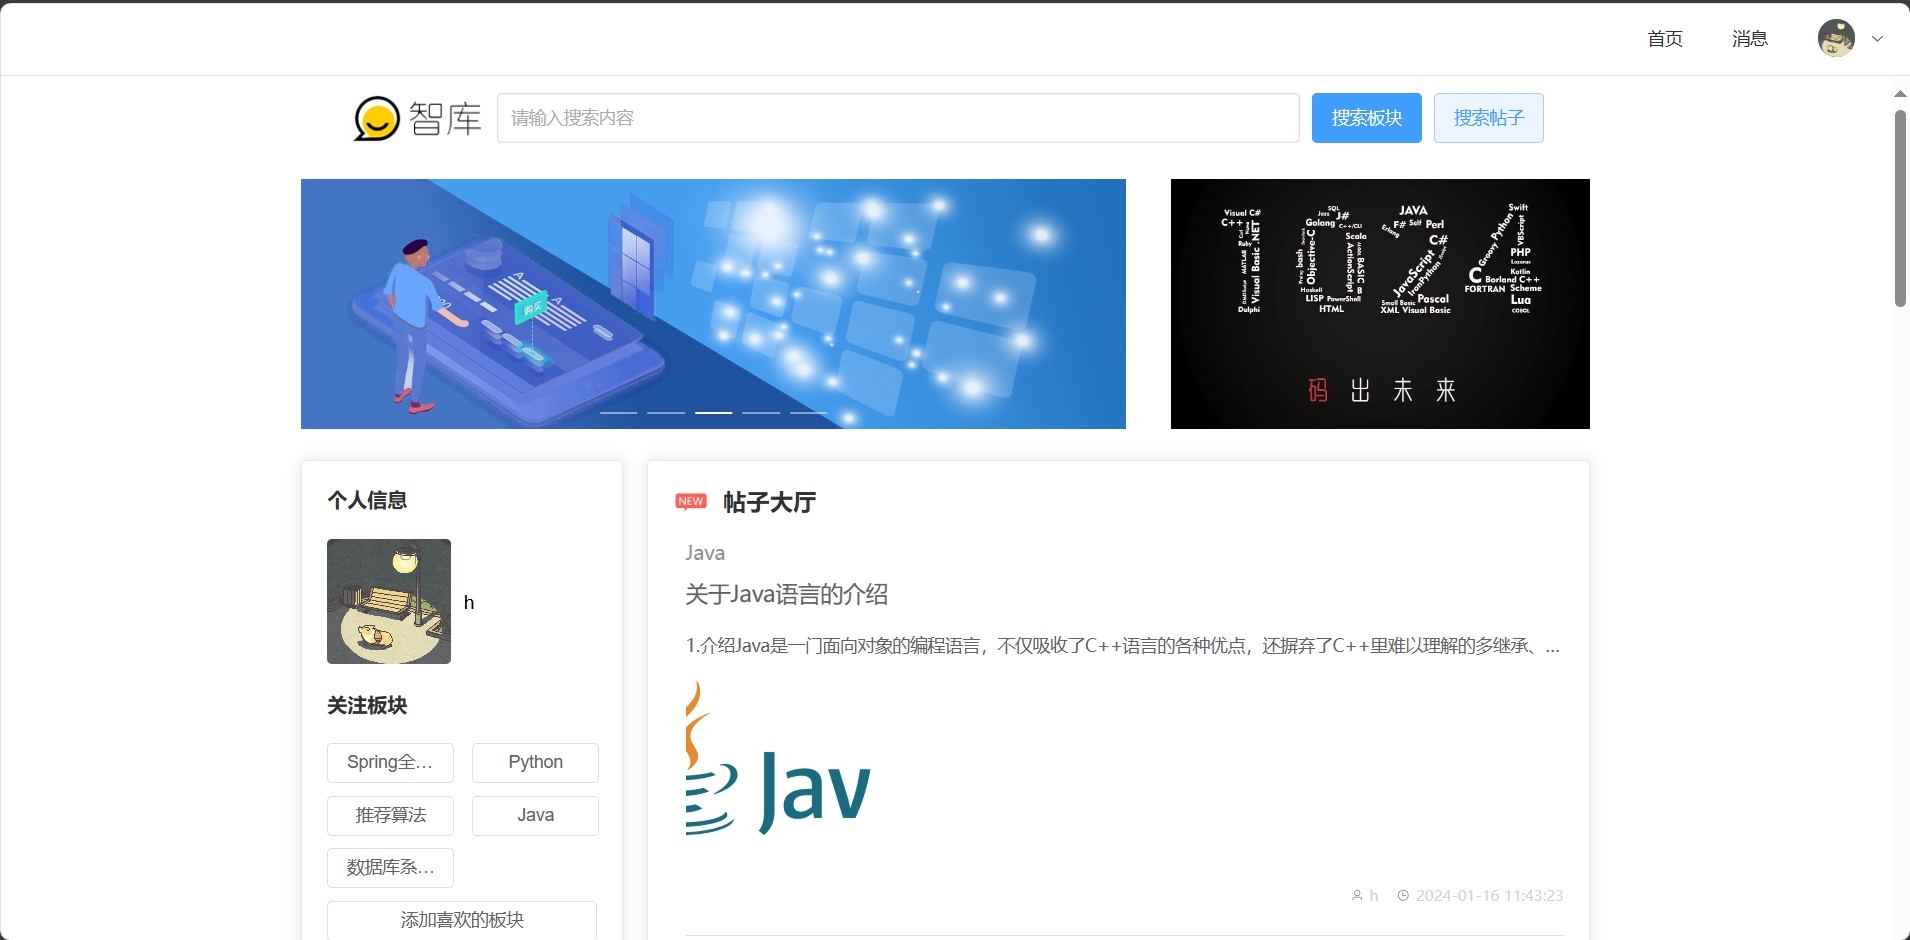 首页
消息
智库
请输入搜索内容
搜索板块
搜索帖子
购买
Visual C#
C++
Ruby
MATLAB
Visual Basic .NET
Delphi
SQL
J#
Golang
C++/CLI
Scala
bash
Objective-C
ActionScript
BASIC
B
Haskell
LISP PowerShell
HTML
JAVA
F# Self Perl
Erlang
C#
JavaScript
IronPython
Small Basic Pascal
XML Visual Basic
Swift
Python
VBScript
Groovy
PHP
Lazarus
Kotlin
C Borland C++
FORTRAN Scheme
Lua
COBOL
码出未来
个人信息
h
关注板块
Spring全...
Python
推荐算法
Java
数据库系...
添加喜欢的板块
NEW 帖子大厅
Java
关于Java语言的介绍
1.介绍Java是一门面向对象的编程语言，不仅吸收了C++语言的各种优点，还摒弃了C++里难以理解的多继承、...
Jav
h 2024-01-16 11:43:23